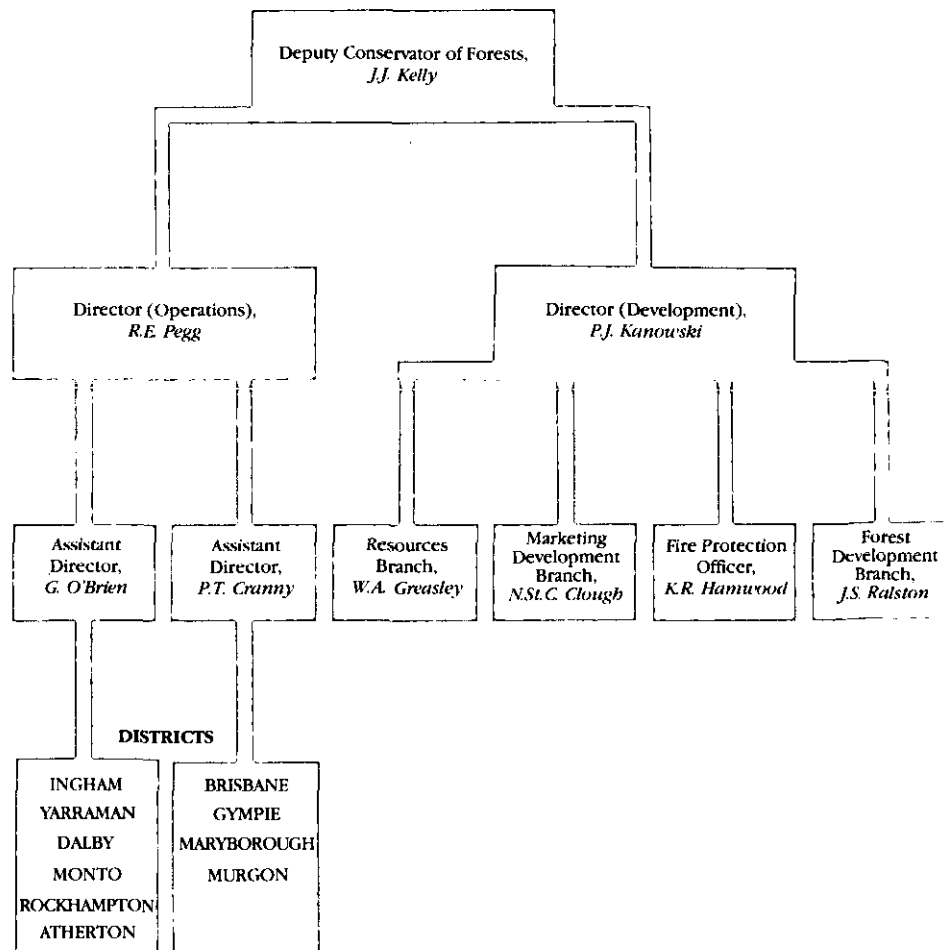 Deputy Conservator of Forests,
J.J. Kelly
Director (Operations),
R.E. Pegg
Director (Development),
P.J. Kanowski
Assistant
Director,
G. O'Brien
Assistant
Director,
P.T. Cranny
Resources
Branch,
W.A. Greasley
Marketing
Development
Branch,
N.St.C. Clough
Fire Protection
Officer,
K.R. Hamwood
Forest
Development
Branch,
J.S. Ralston
DISTRICTS
INGHAM
YARRAMAN
DALBY
MONTO
ROCKHAMPTON
ATHERTON
BRISBANE
GYMPIE
MARYBOROUGH
MURGON